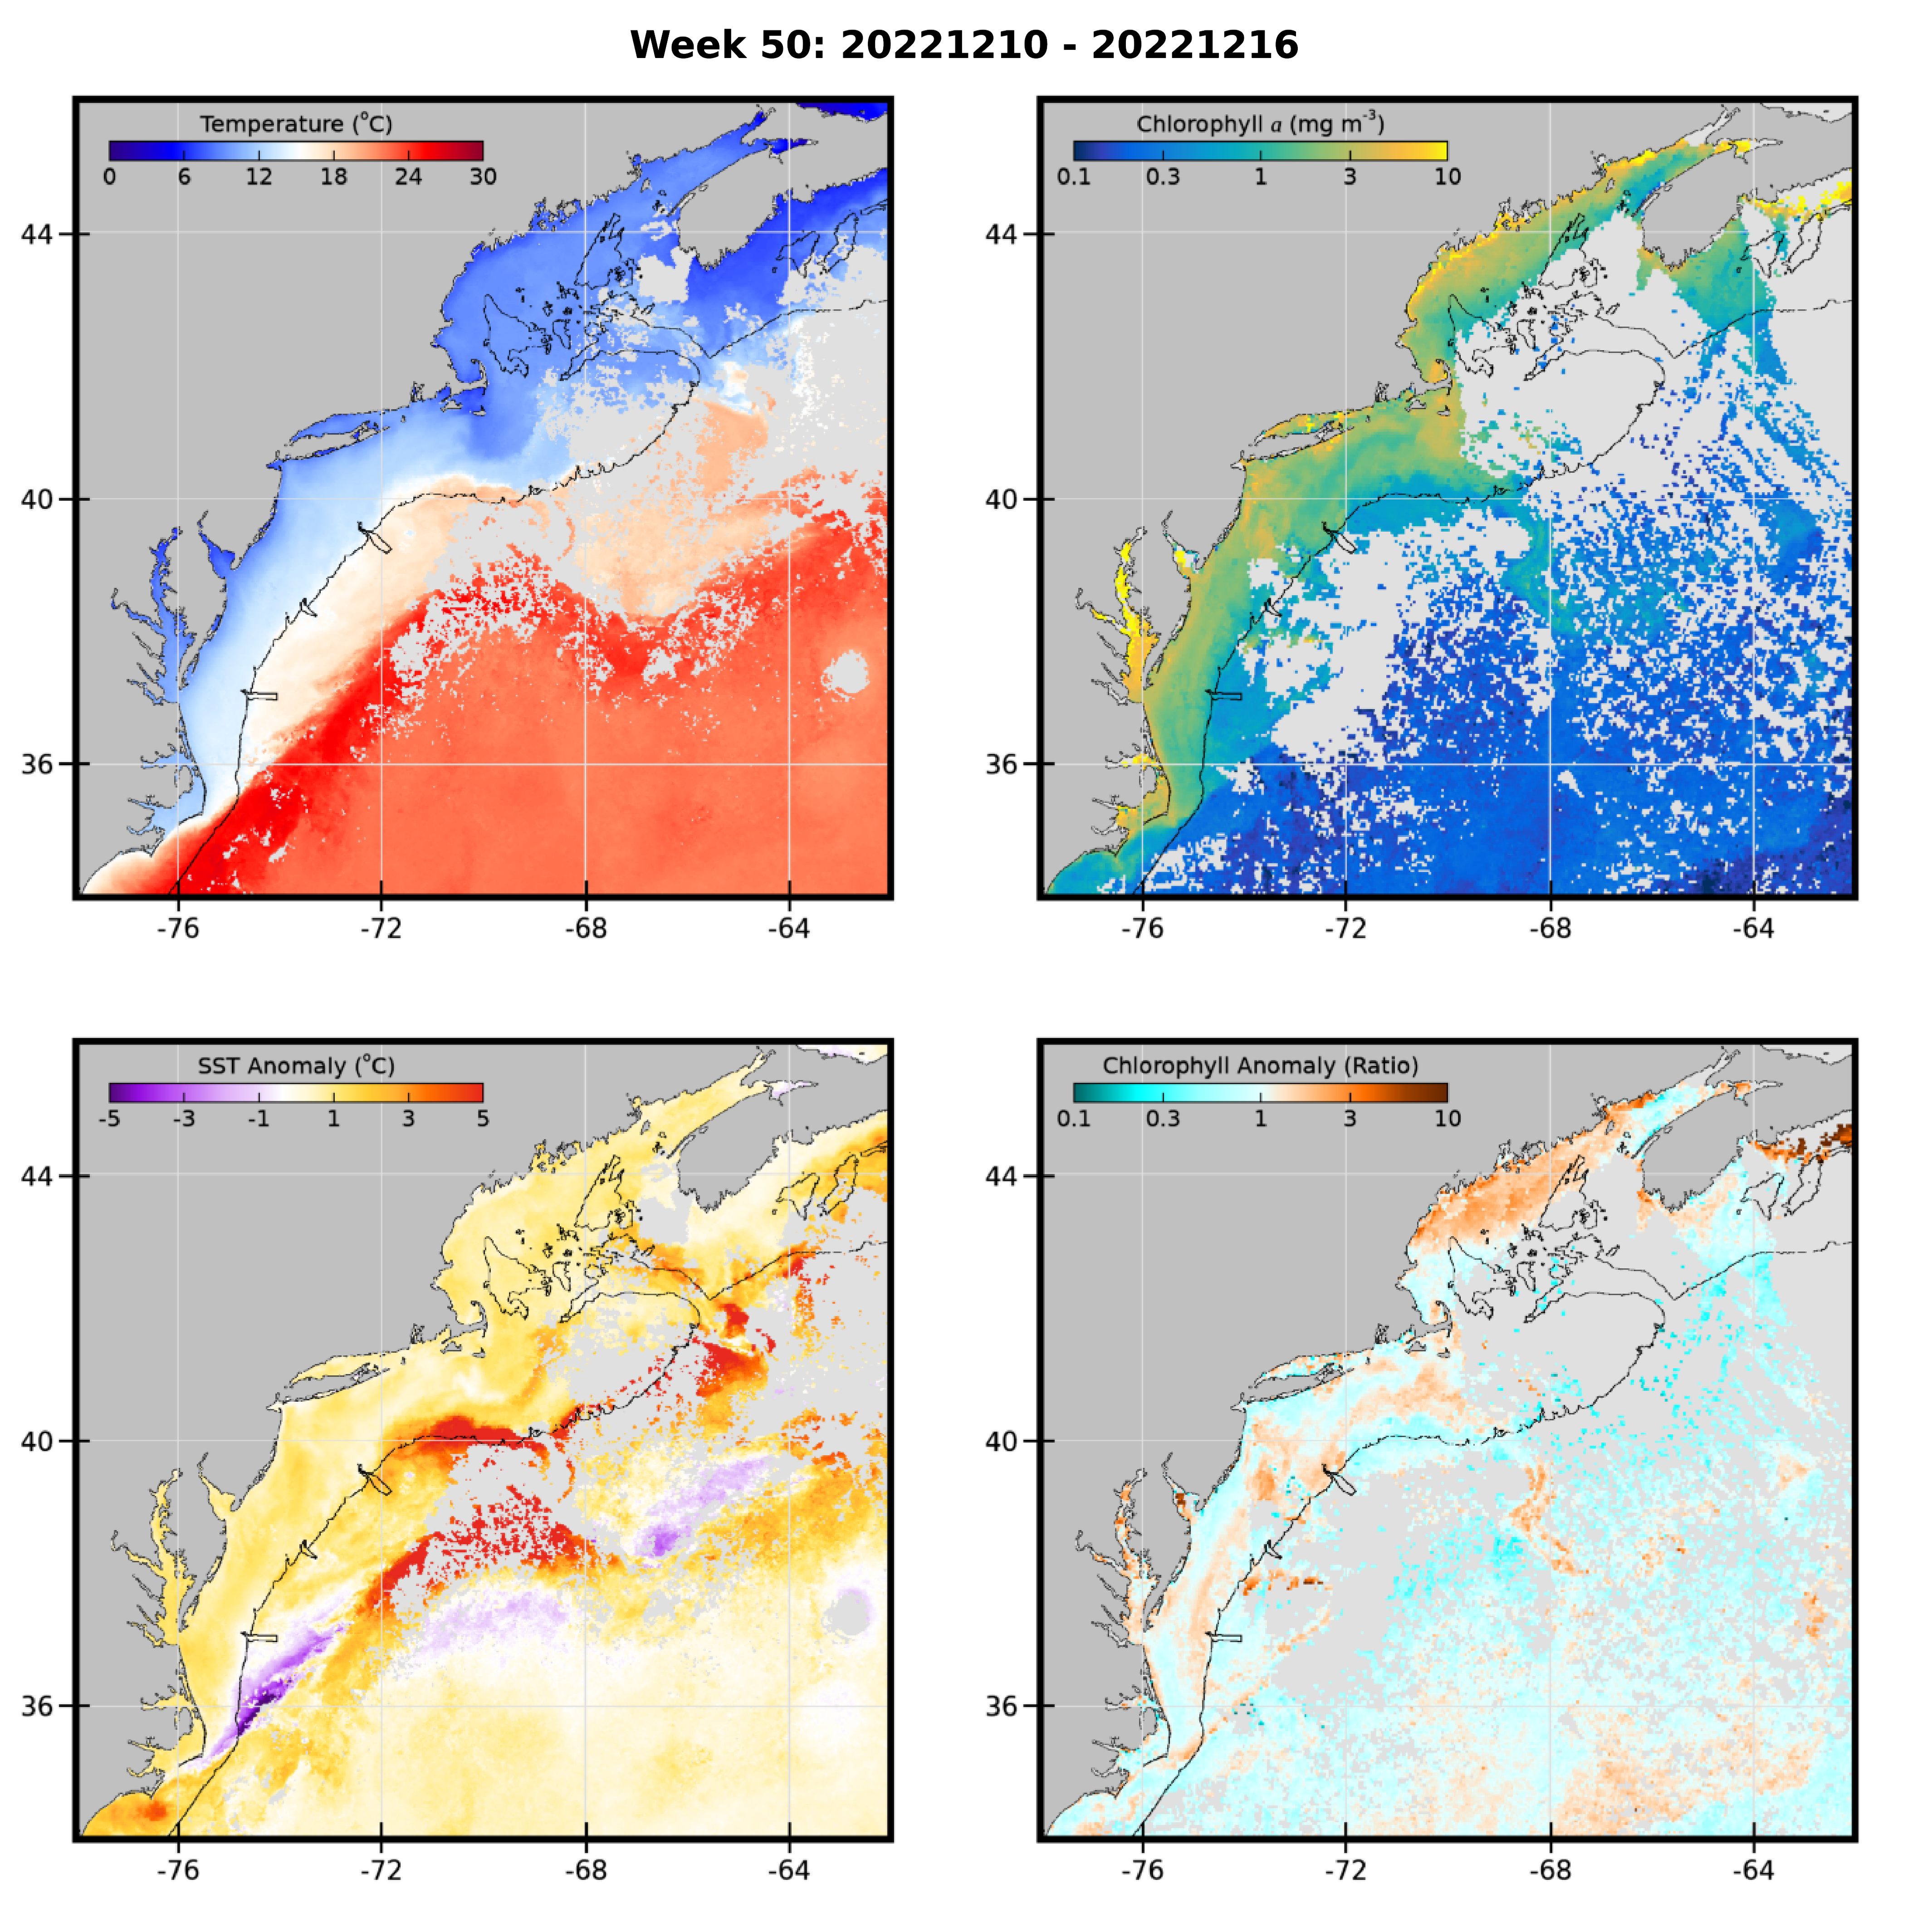 Week 50: 20221210 - 20221216
Temperature (°C)
0 6 12 18 24 30
44
40
36
-76 -72 -68 -64
Chlorophyll a (mg m⁻³)
0.1 0.3 1 3 10
44
40
36
-76 -72 -68 -64
SST Anomaly (°C)
-5 -3 -1 1 3 5
44
40
36
-76 -72 -68 -64
Chlorophyll Anomaly (Ratio)
0.1 0.3 1 3 10
44
40
36
-76 -72 -68 -64